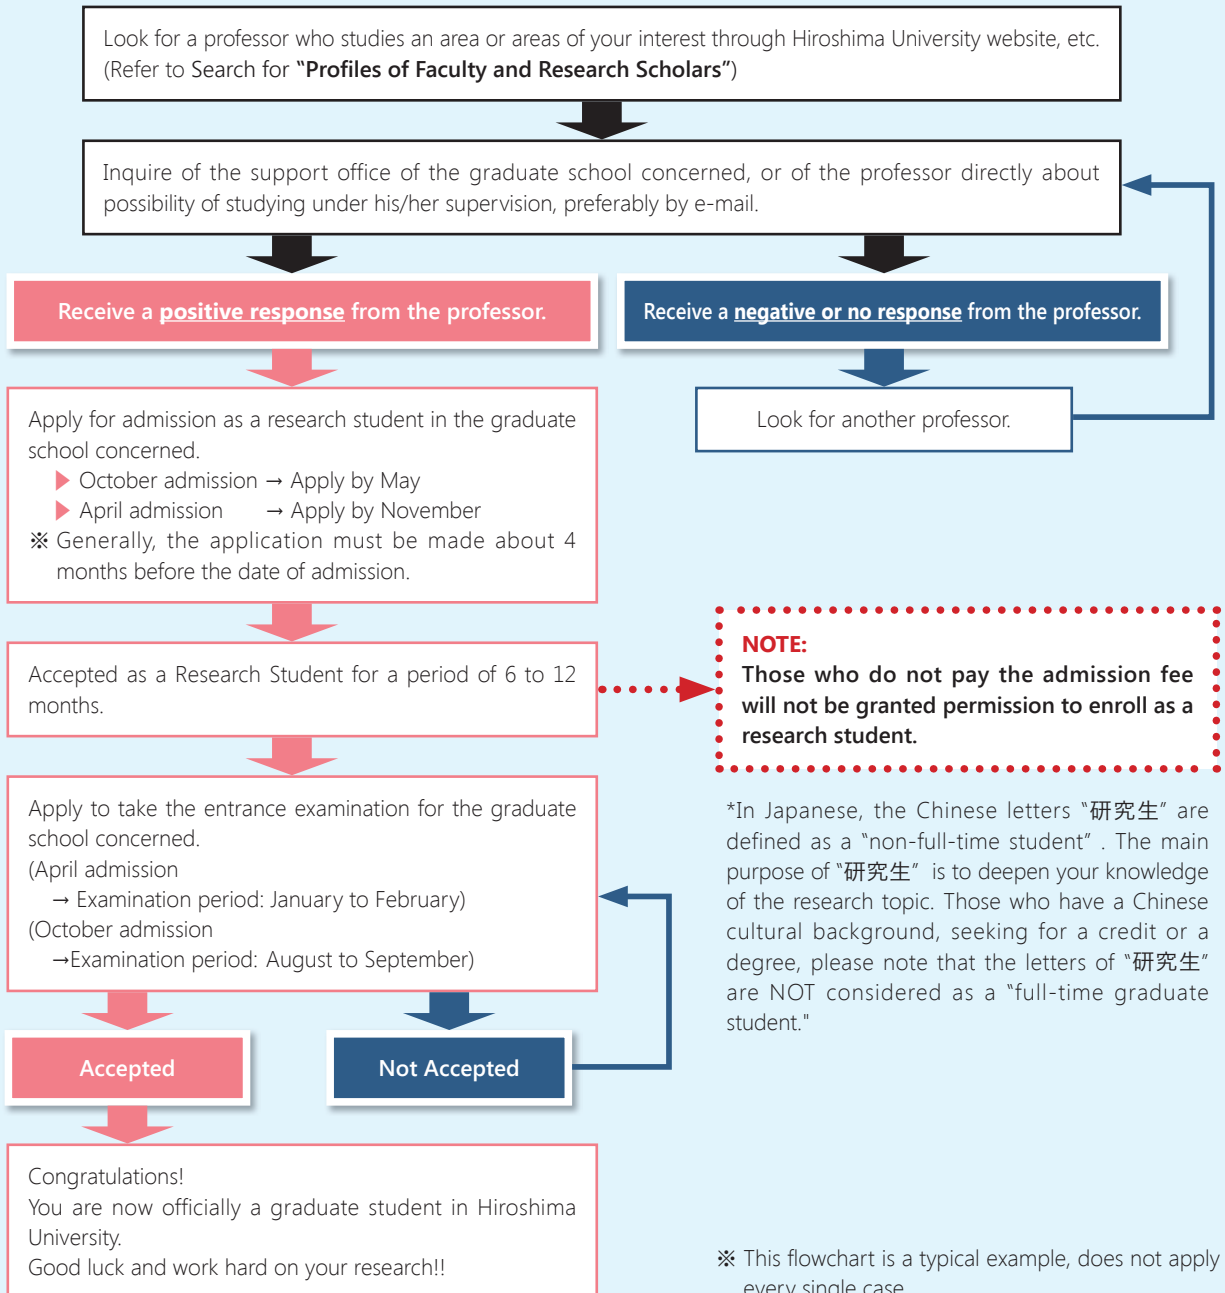 Look for a professor who studies an area or areas of your interest through Hiroshima University website, etc.
(Refer to Search for “Profiles of Faculty and Research Scholars”)
Inquire of the support office of the graduate school concerned, or of the professor directly about
possibility of studying under his/her supervision, preferably by e-mail.
Receive a positive response from the professor.
Receive a negative or no response from the professor.
Look for another professor.
Apply for admission as a research student in the graduate
school concerned.
▶ October admission → Apply by May
▶ April admission → Apply by November
※ Generally, the application must be made about 4
months before the date of admission.
Accepted as a Research Student for a period of 6 to 12
months.
NOTE:
Those who do not pay the admission fee
will not be granted permission to enroll as a
research student.
Apply to take the entrance examination for the graduate
school concerned.
(April admission
→ Examination period: January to February)
(October admission
→Examination period: August to September)
*In Japanese, the Chinese letters “研究生” are
defined as a “non-full-time student” . The main
purpose of “研究生” is to deepen your knowledge
of the research topic. Those who have a Chinese
cultural background, seeking for a credit or a
degree, please note that the letters of “研究生”
are NOT considered as a “full-time graduate
student."
Accepted
Not Accepted
Congratulations!
You are now officially a graduate student in Hiroshima
University.
Good luck and work hard on your research!!
※ This flowchart is a typical example, does not apply
every single case